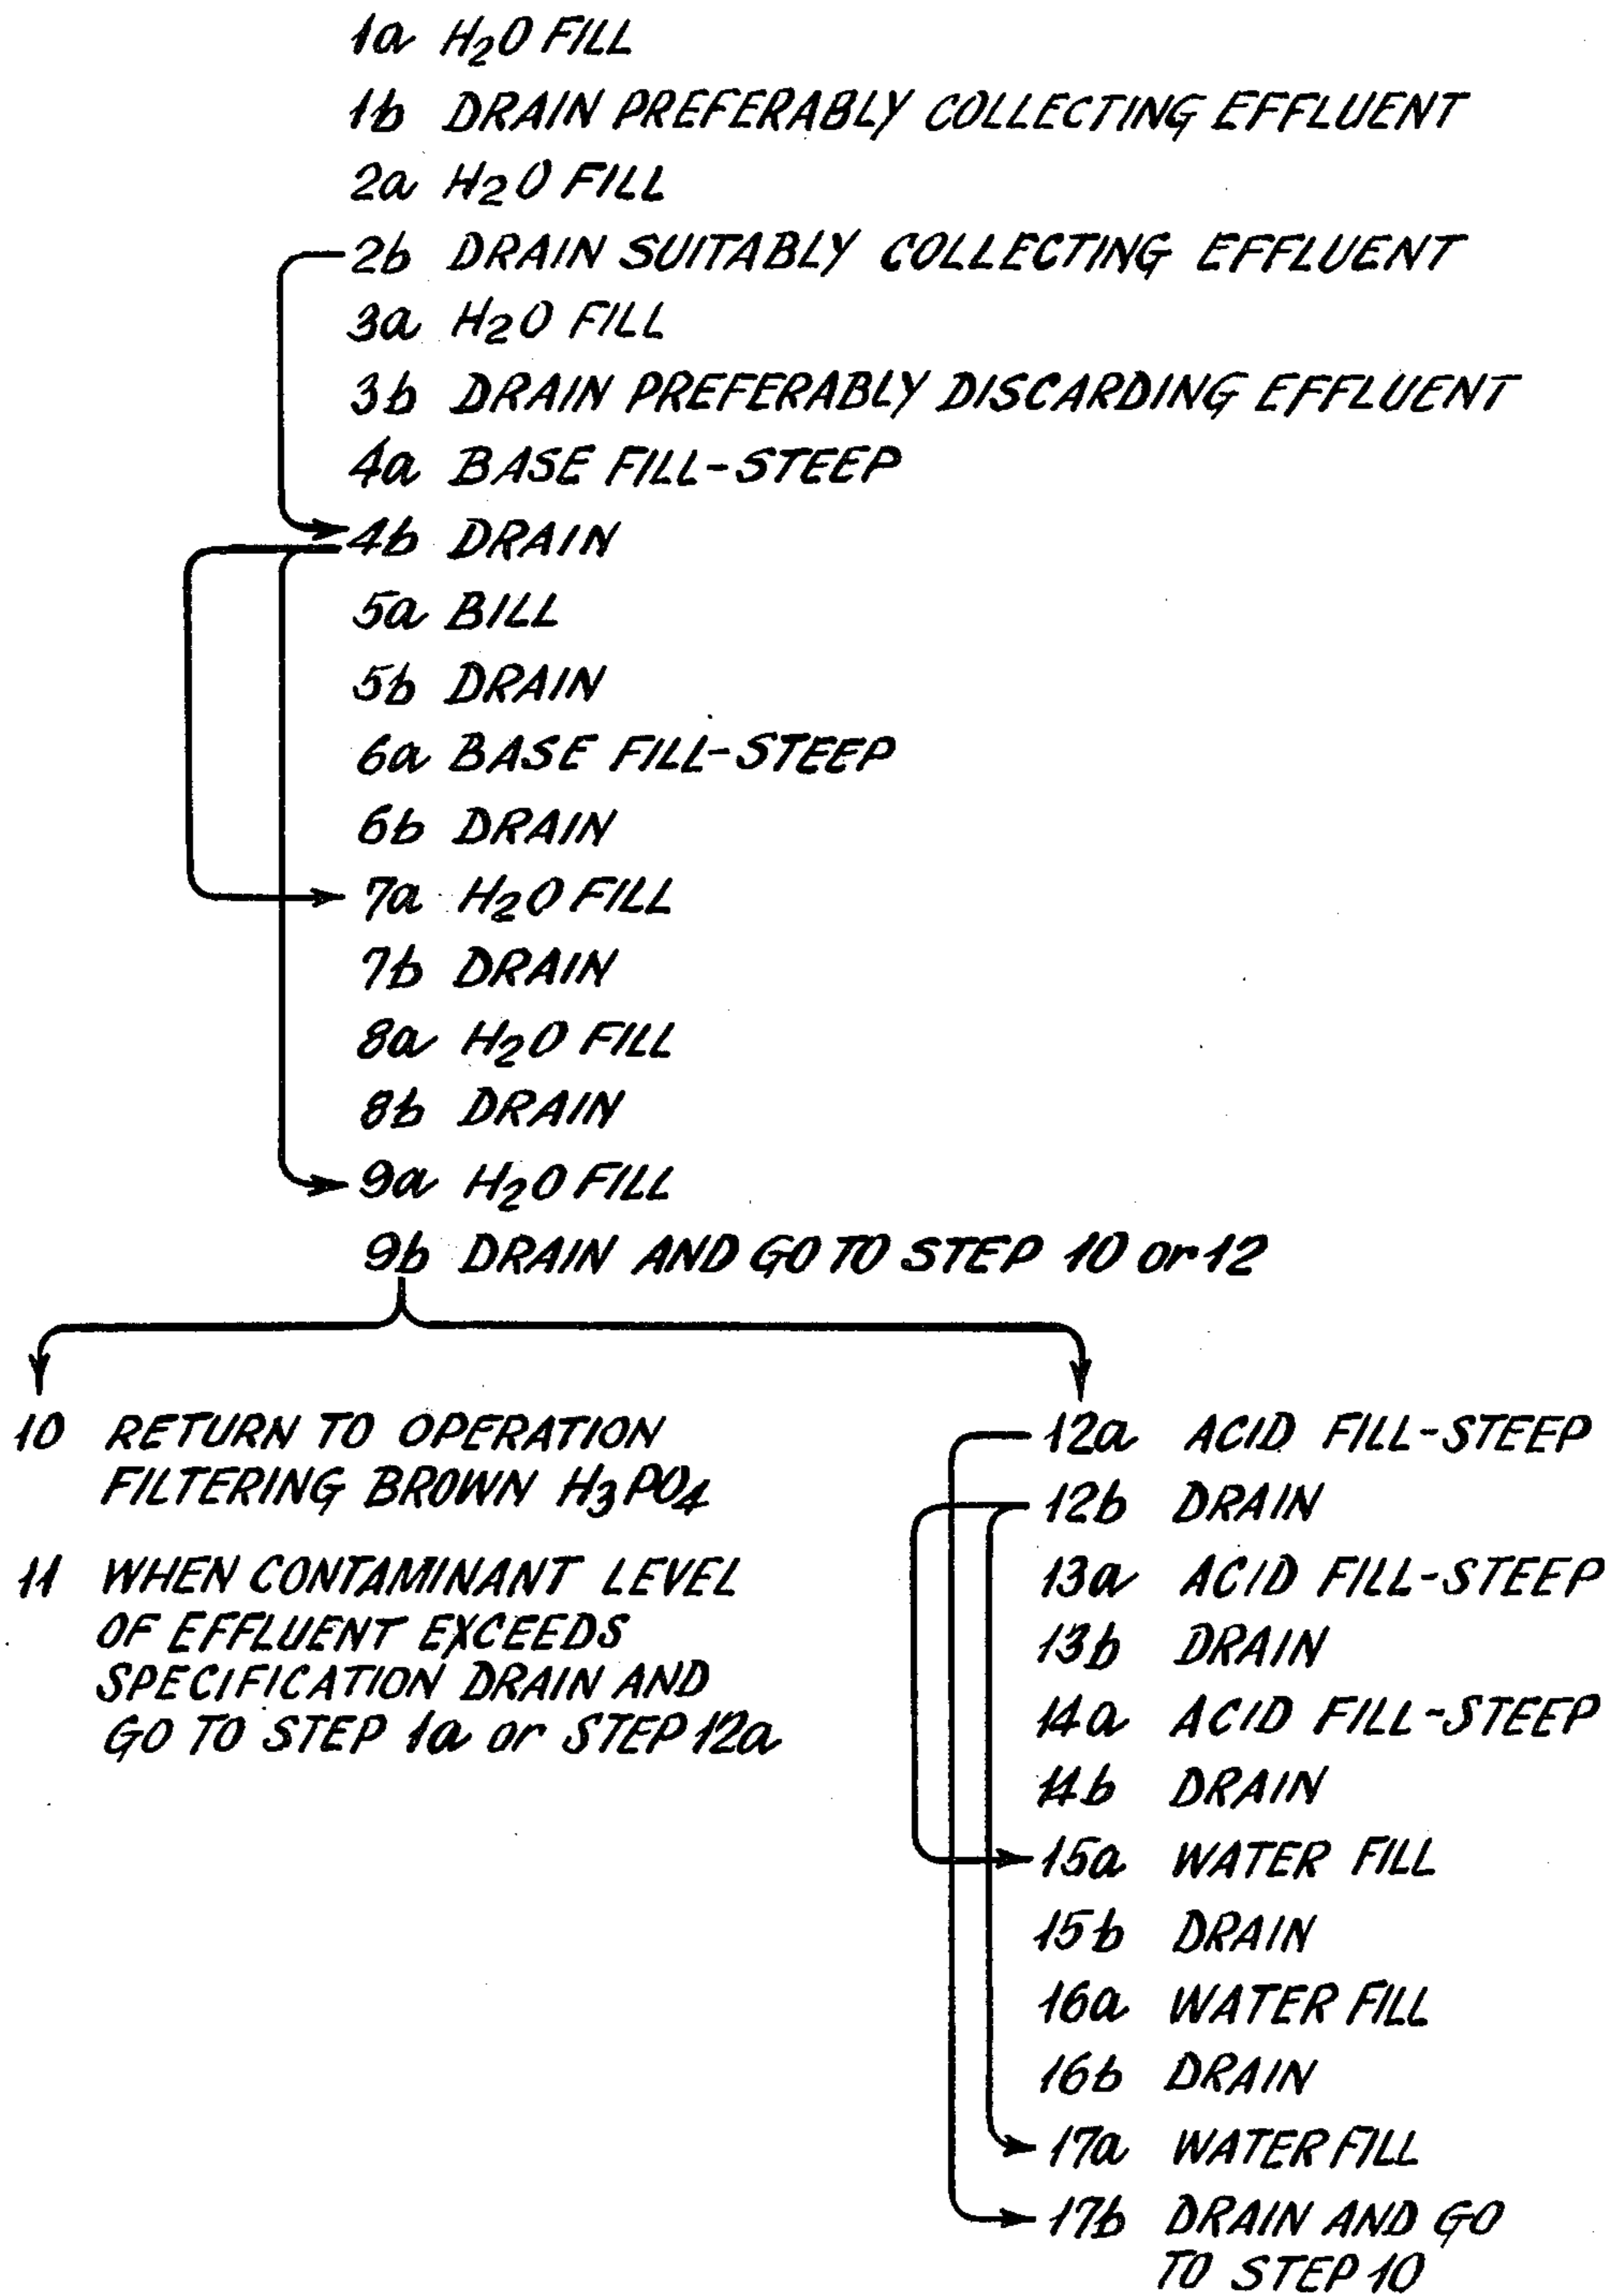 1a H₂O FILL
1b DRAIN PREFERABLY COLLECTING EFFLUENT
2a H₂O FILL
2b DRAIN SUITABLY COLLECTING EFFLUENT
3a H₂O FILL
3b DRAIN PREFERABLY DISCARDING EFFLUENT
4a BASE FILL-STEEP
4b DRAIN
5a BILL
5b DRAIN
6a BASE FILL-STEEP
6b DRAIN
7a H₂O FILL
7b DRAIN
8a H₂O FILL
8b DRAIN
9a H₂O FILL
9b DRAIN AND GO TO STEP 10 or 12
10 RETURN TO OPERATION
FILTERING BROWN H₃PO₄
11 WHEN CONTAMINANT LEVEL
OF EFFLUENT EXCEEDS
SPECIFICATION DRAIN AND
GO TO STEP 1a or STEP 12a
12a ACID FILL-STEEP
12b DRAIN
13a ACID FILL-STEEP
13b DRAIN
14a ACID FILL-STEEP
14b DRAIN
15a WATER FILL
15b DRAIN
16a WATER FILL
16b DRAIN
17a WATER FILL
17b DRAIN AND GO
TO STEP 10